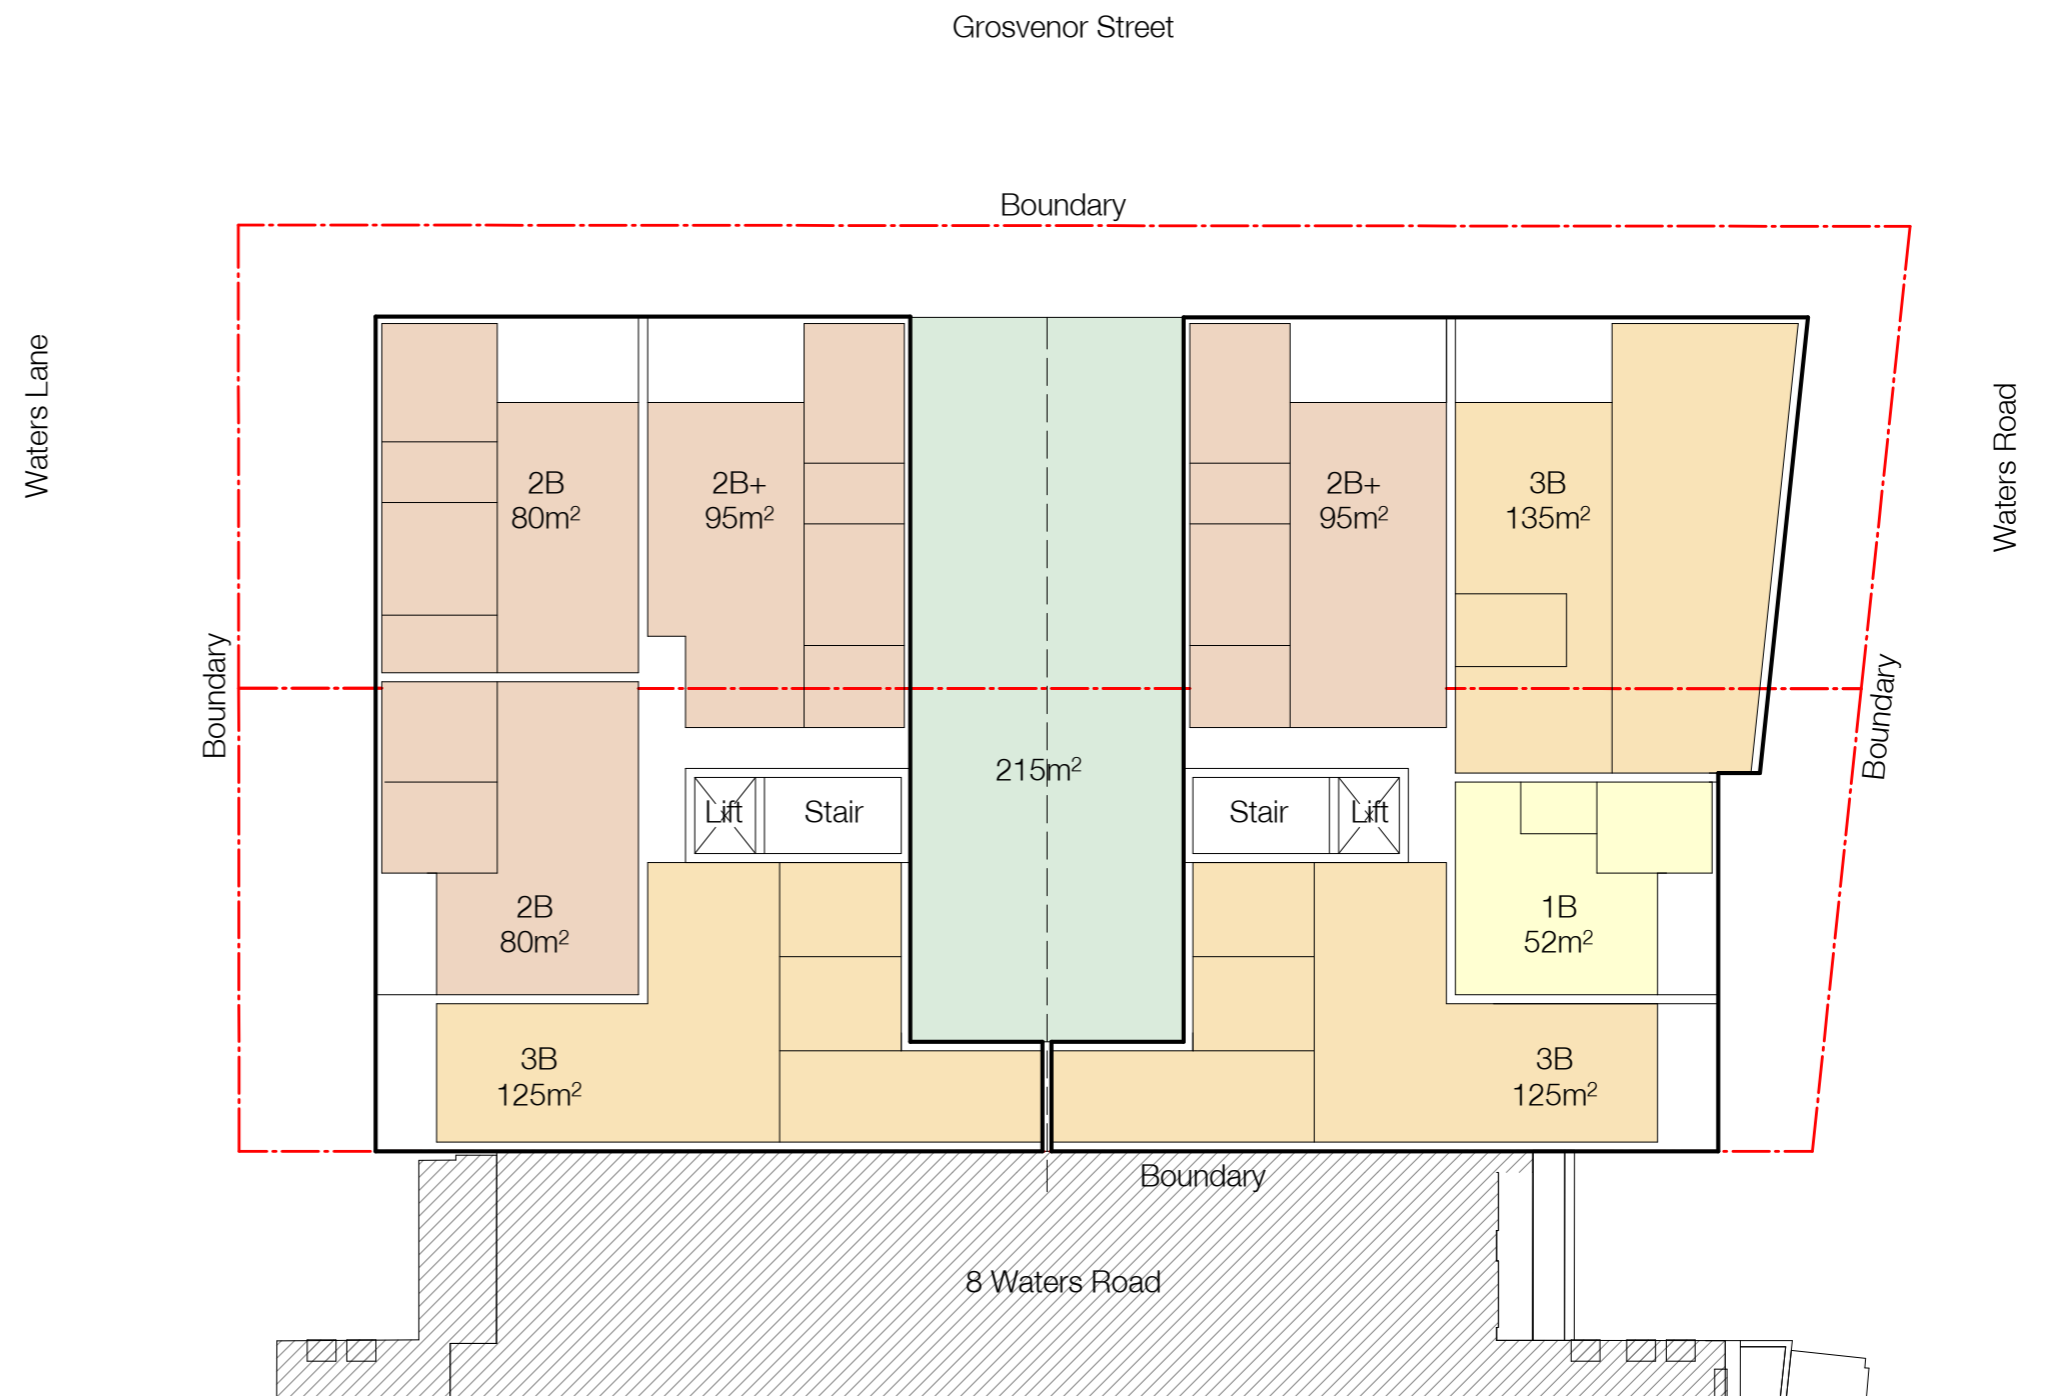 Grosvenor Street
Boundary
Waters Lane
Waters Road
2B
80m²
2B+
95m²
2B+
95m²
3B
135m²
Boundary
Boundary
215m²
Lift
Stair
Stair
Lift
2B
80m²
1B
52m²
3B
125m²
3B
125m²
Boundary
8 Waters Road